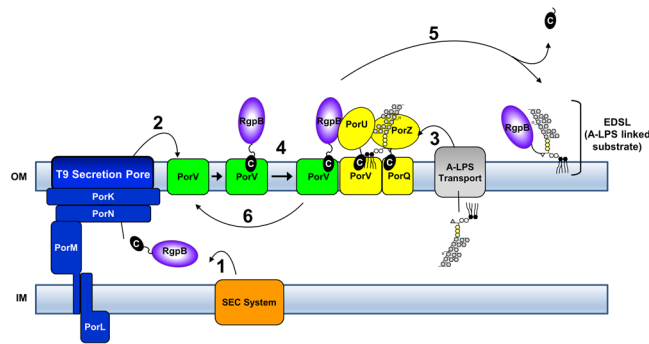 5
C
2
RgpB
RgpB
PorU
PorZ
RgpB
EDSL
(A-LPS linked
substrate)
4
3
OM
T9 Secretion Pore
PorV
C
PorV
C
PorV
C
PorV
C
PorQ
A-LPS
Transport
PorK
PorN
6
PorM
C
RgpB
1
IM
SEC System
PorL